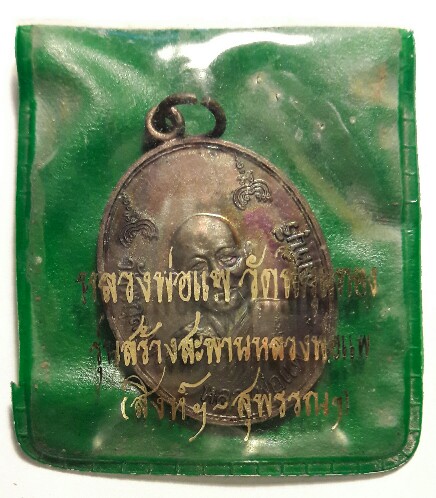 หลวงพ่อแพ วัดพิกุลทอง
รุ่นสร้างสะพานหลวงพ่อแพ
(สิงห์ฯ - สุพรรณฯ)